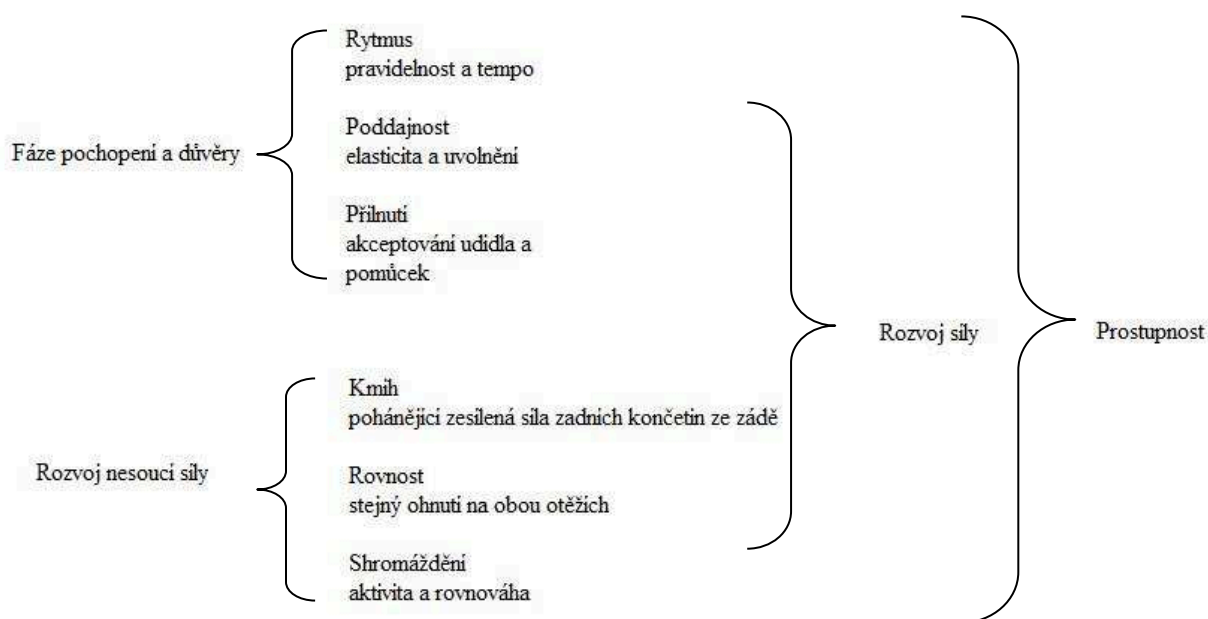 Rytmus
pravidelnost a tempo
Poddajnost
elasticita a uvolnění
Fáze pochopení a důvěry
Přilnutí
akceptování udidla a
pomůcek
Kmih
pohánějící zesílená síla zadních končetin ze zádě
Rovnost
stejný ohnutí na obou otěžích
Rozvoj nesoucí síly
Shromáždění
aktivita a rovnováha
Rozvoj síly
Prostupnost